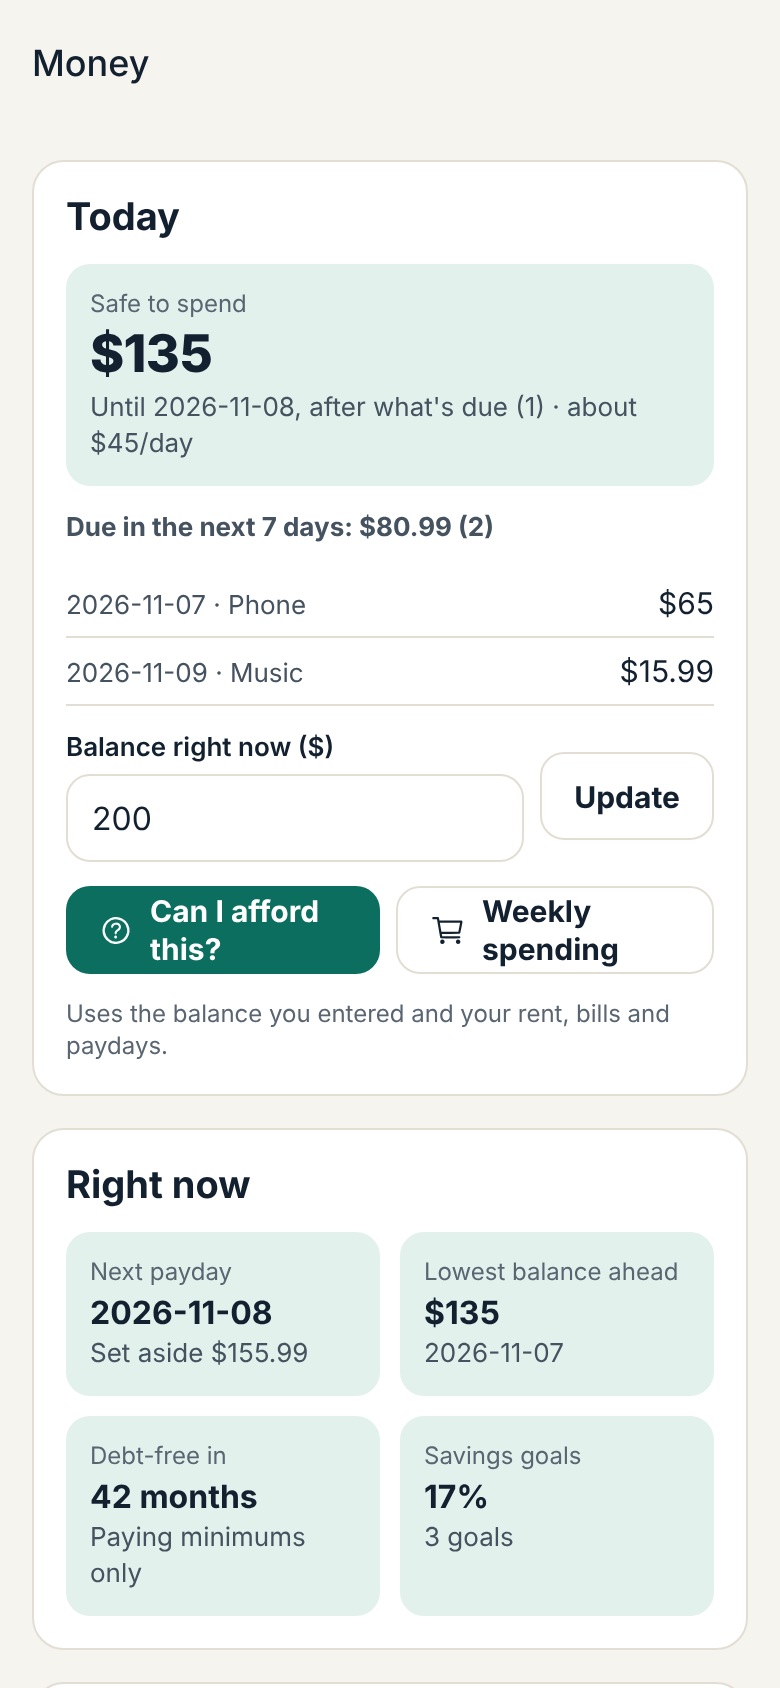 Money
Today
Safe to spend
$135
Until 2026-11-08, after what's due (1) · about
$45/day
Due in the next 7 days: $80.99 (2)
2026-11-07 · Phone $65
2026-11-09 · Music $15.99
Balance right now ($)
200
Update
Can I afford
this?
Weekly
spending
Uses the balance you entered and your rent, bills and
paydays.
Right now
Next payday
2026-11-08
Set aside $155.99
Lowest balance ahead
$135
2026-11-07
Debt-free in
42 months
Paying minimums
only
Savings goals
17%
3 goals